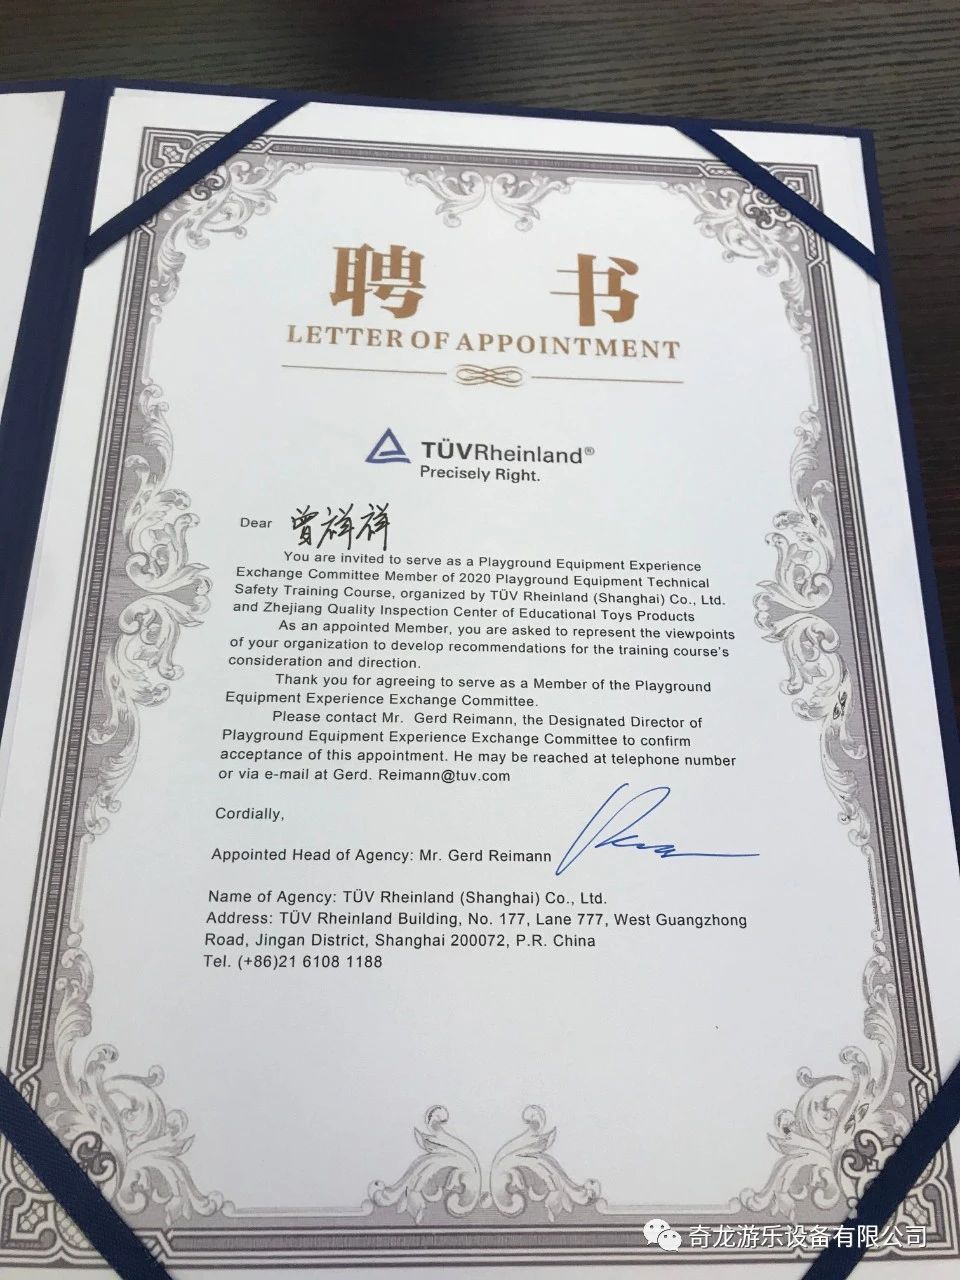 聘 书
LETTER OF APPOINTMENT
TÜVRheinland®
Precisely Right.
Dear 曾祥祥
You are invited to serve as a Playground Equipment Experience
Exchange Committee Member of 2020 Playground Equipment Technical
Safety Training Course, organized by TÜV Rheinland (Shanghai) Co., Ltd.
and Zhejiang Quality Inspection Center of Educational Toys Products
As an appointed Member, you are asked to represent the viewpoints
of your organization to develop recommendations for the training course's
consideration and direction.
Thank you for agreeing to serve as a Member of the Playground
Equipment Experience Exchange Committee.
Please contact Mr. Gerd Reimann, the Designated Director of
Playground Equipment Experience Exchange Committee to confirm
acceptance of this appointment. He may be reached at telephone number
or via e-mail at Gerd. Reimann@tuv.com
Cordially,
Appointed Head of Agency: Mr. Gerd Reimann
Name of Agency: TÜV Rheinland (Shanghai) Co., Ltd.
Address: TÜV Rheinland Building, No. 177, Lane 777, West Guangzhong
Road, Jingan District, Shanghai 200072, P.R. China
Tel. (+86)21 6108 1188
奇龙游乐设备有限公司